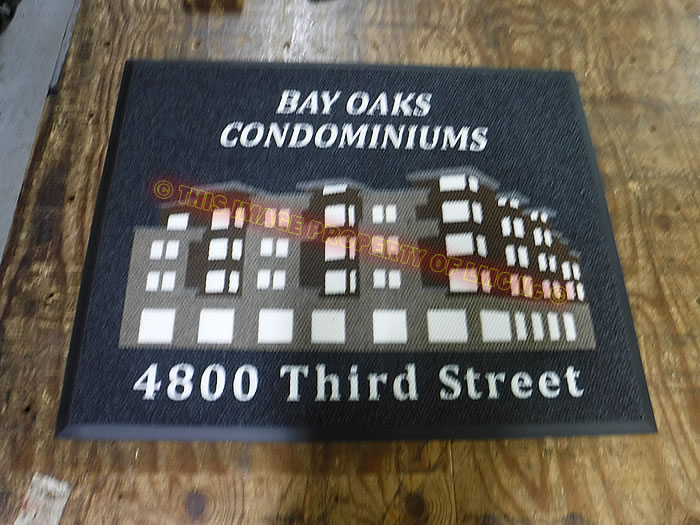 BAY OAKS
CONDOMINIUMS
© THIS IMAGE PROPERTY OF
4800 Third Street